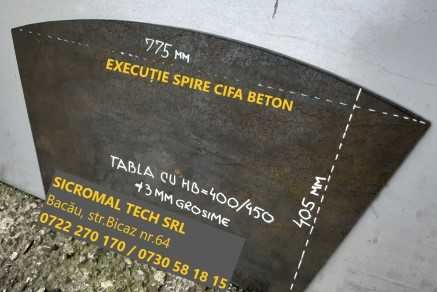 775 MM
EXECUȚIE SPIRE CIFA BETON
405 MM
TABLA CU HB=400/450
≠3 MM GROSIME
SICROMAL TECH SRL
Bacău, str.Bicaz nr.64
0722 270 170 / 0730 58 18 15